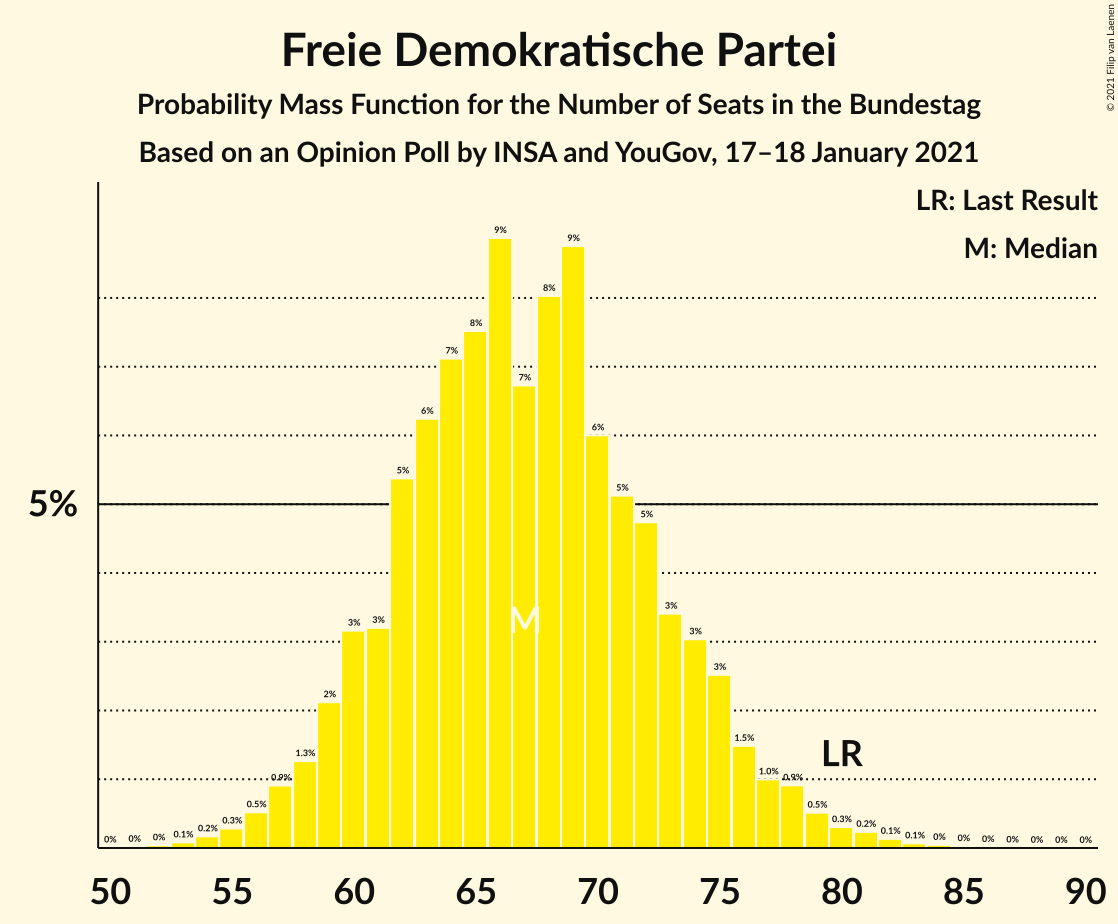 Freie Demokratische Partei
Probability Mass Function for the Number of Seats in the Bundestag
Based on an Opinion Poll by INSA and YouGov, 17–18 January 2021
© 2021 Filip van Laenen
LR: Last Result
M: Median
5%
0% 0% 0% 0.1% 0.2% 0.3% 0.5% 0.9% 1.3% 2% 3% 3% 5% 6% 7% 8% 9% 7% 8% 9% 6% 5% 5% 3% 3% 3% 1.5% 1.0% 0.9% 0.5% 0.3% 0.2% 0.1% 0.1% 0% 0% 0% 0% 0% 0% 0%
M
LR
50 55 60 65 70 75 80 85 90